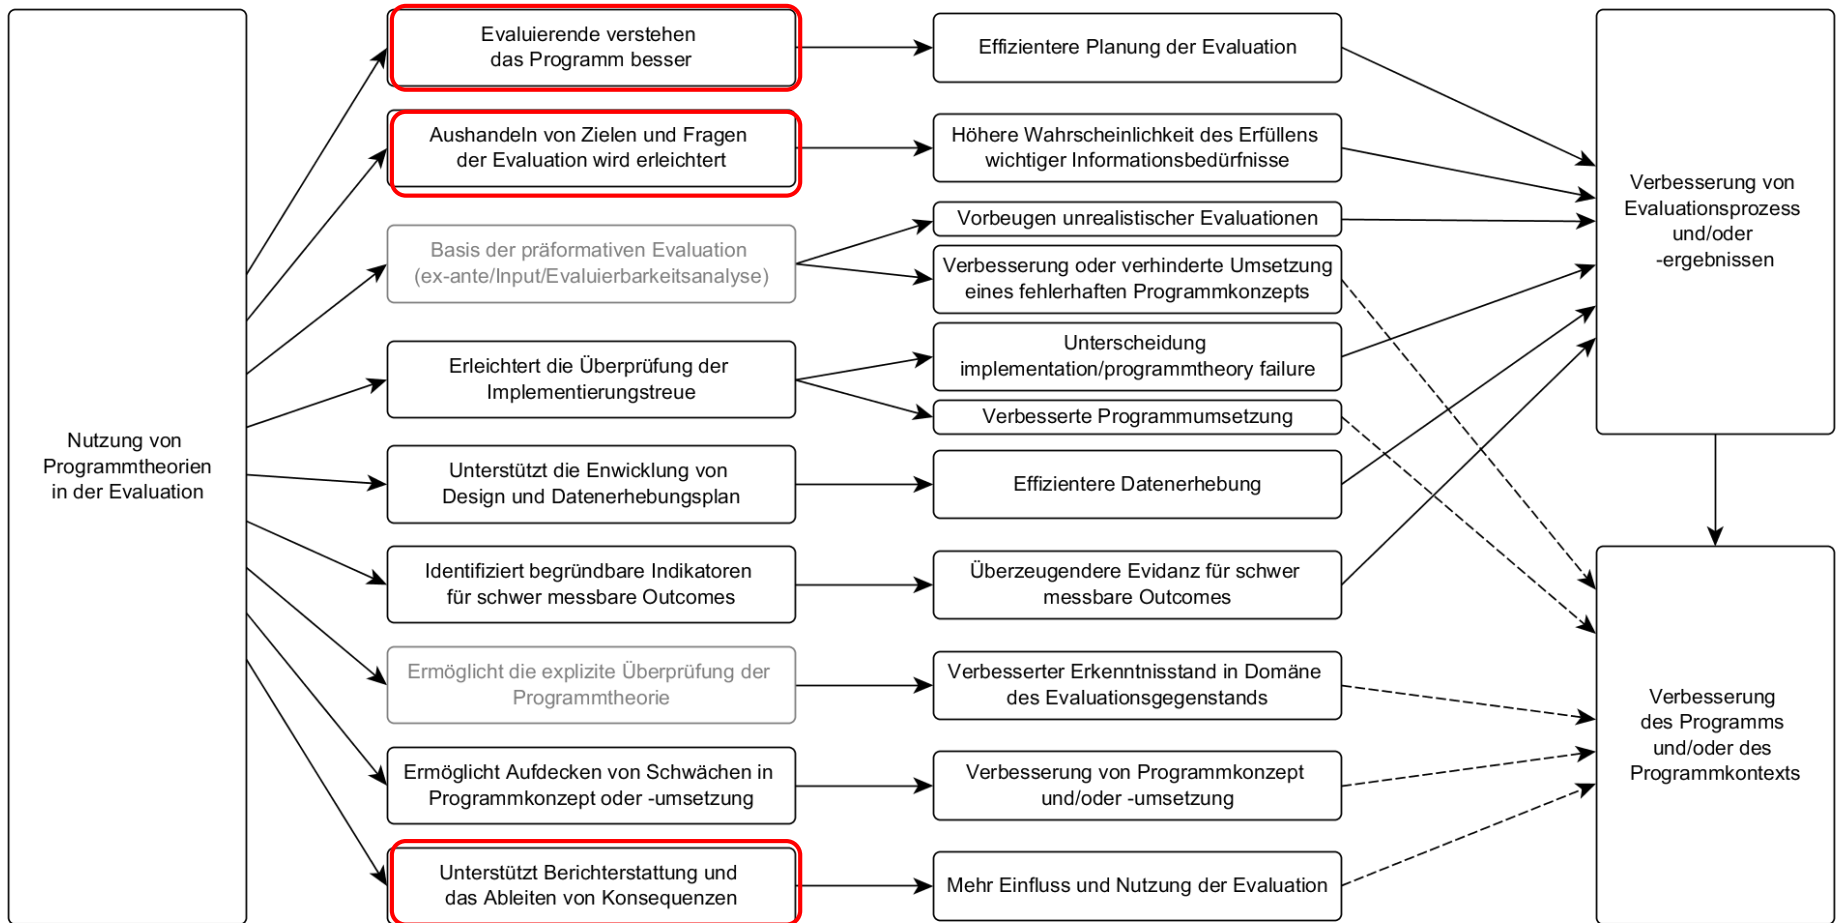 Nutzung von
Programmtheorien
in der Evaluation
Evaluierende verstehen
das Programm besser
Aushandeln von Zielen und Fragen
der Evaluation wird erleichtert
Basis der präformativen Evaluation
(ex-ante/Input/Evaluierbarkeitsanalyse)
Erleichtert die Überprüfung der
Implementierungstreue
Unterstützt die Enwicklung von
Design und Datenerhebungsplan
Identifiziert begründbare Indikatoren
für schwer messbare Outcomes
Ermöglicht die explizite Überprüfung der
Programmtheorie
Ermöglicht Aufdecken von Schwächen in
Programmkonzept oder -umsetzung
Unterstützt Berichterstattung und
das Ableiten von Konsequenzen
Effizientere Planung der Evaluation
Höhere Wahrscheinlichkeit des Erfüllens
wichtiger Informationsbedürfnisse
Vorbeugen unrealistischer Evaluationen
Verbesserung oder verhinderte Umsetzung
eines fehlerhaften Programmkonzepts
Unterscheidung
implementation/programmtheory failure
Verbesserte Programmumsetzung
Effizientere Datenerhebung
Überzeugendere Evidanz für schwer
messbare Outcomes
Verbesserter Erkenntnisstand in Domäne
des Evaluationsgegenstands
Verbesserung von Programmkonzept
und/oder -umsetzung
Mehr Einfluss und Nutzung der Evaluation
Verbesserung von
Evaluationsprozess
und/oder
-ergebnissen
Verbesserung
des Programms
und/oder des
Programmkontexts